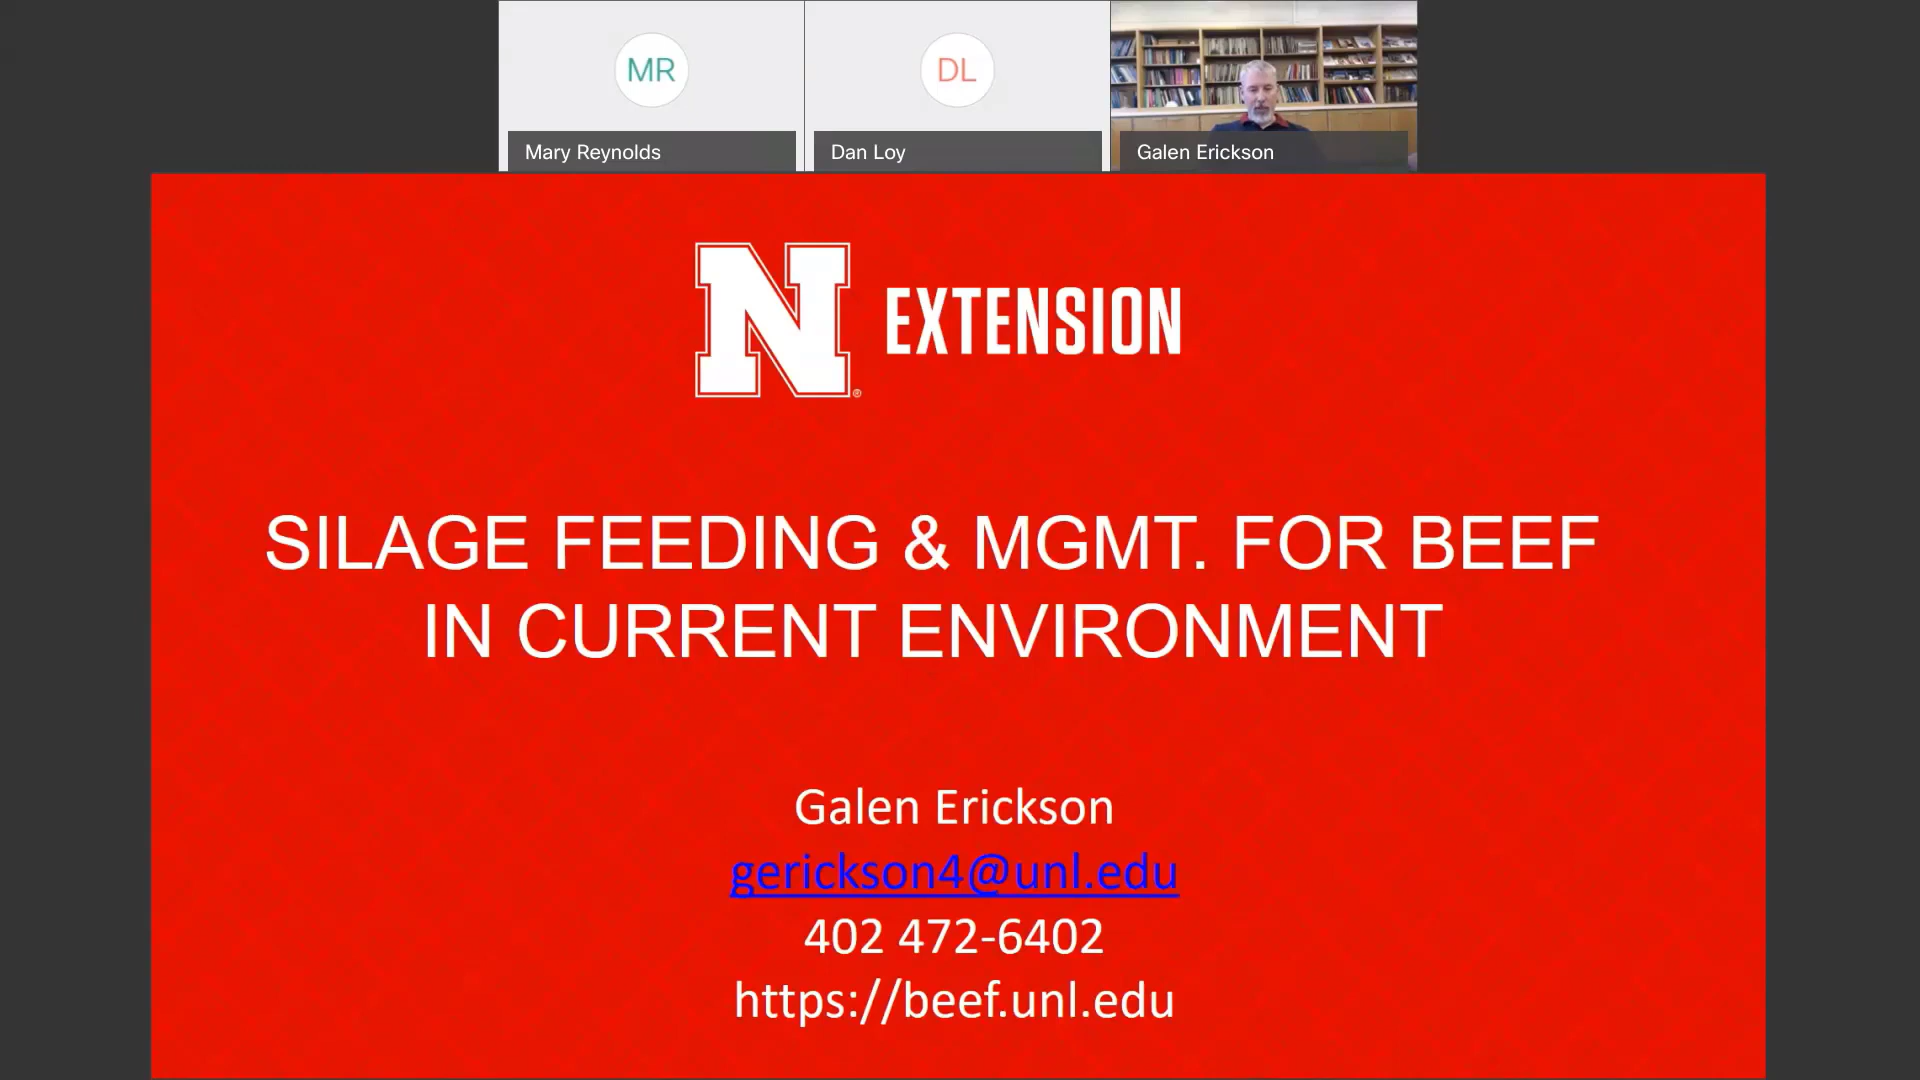 MR
DL
Mary Reynolds
Dan Loy
Galen Erickson
N®
EXTENSION
SILAGE FEEDING & MGMT. FOR BEEF
IN CURRENT ENVIRONMENT
Galen Erickson
gerickson4@unl.edu
402 472-6402
https://beef.unl.edu